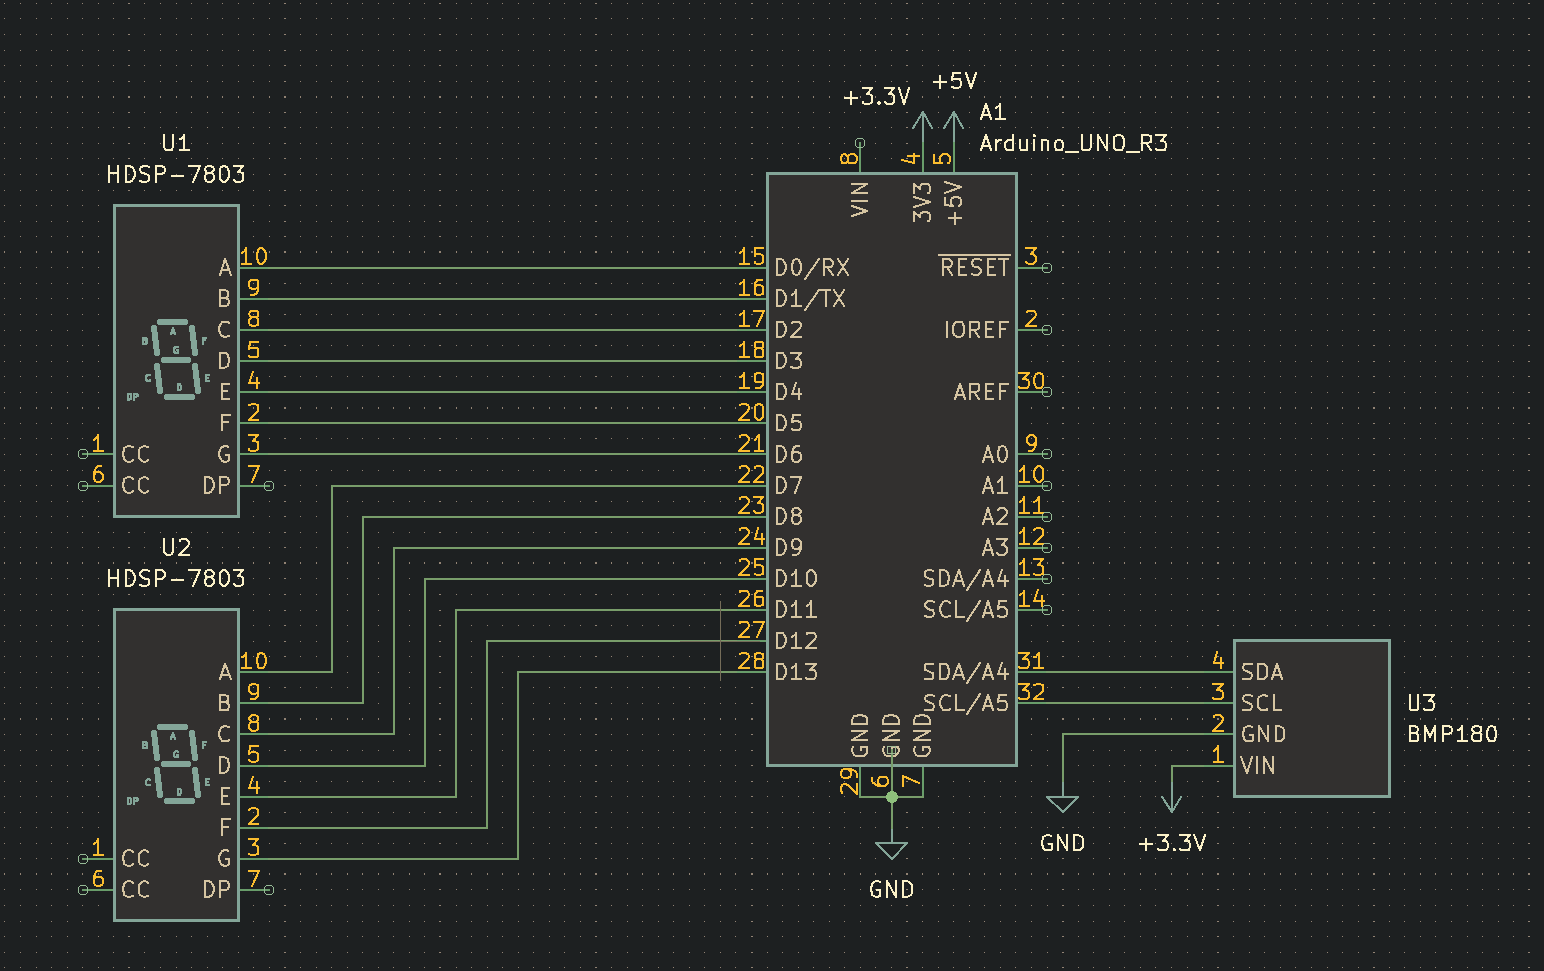 U1
HDSP-7803
A 10
B 9
C 8
D 5
E 4
F 2
G 3
DP 7
1 CC
6 CC
A
B
F
G
C
E
D
DP
U2
HDSP-7803
A 10
B 9
C 8
D 5
E 4
F 2
G 3
DP 7
1 CC
6 CC
A
B
F
G
C
E
D
DP
+3.3V
+5V
A1
Arduino_UNO_R3
8 VIN
4 3V3
5 +5V
15 D0/RX
16 D1/TX
17 D2
18 D3
19 D4
20 D5
21 D6
22 D7
23 D8
24 D9
25 D10
26 D11
27 D12
28 D13
RESET 3
IOREF 2
AREF 30
A0 9
A1 10
A2 11
A3 12
SDA/A4 13
SCL/A5 14
SDA/A4 31
SCL/A5 32
GND 29
GND 6
GND 7
GND
4 SDA
3 SCL
2 GND
1 VIN
U3
BMP180
GND
+3.3V